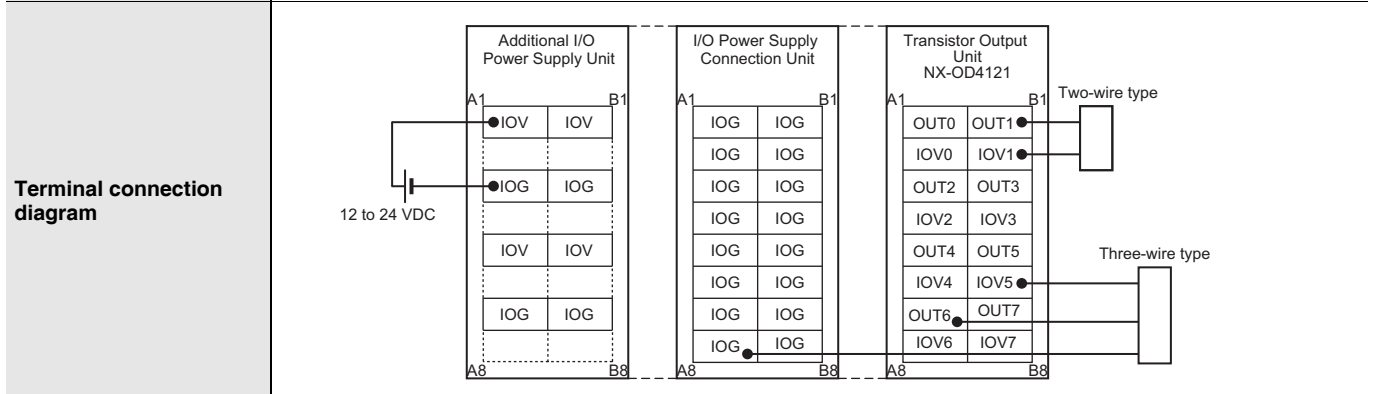 Terminal connection
diagram
Additional I/O
Power Supply Unit
I/O Power Supply
Connection Unit
Transistor Output
Unit
NX-OD4121
Two-wire type
A1 B1 A1 B1 A1 B1
IOV IOV IOG IOG OUT0 OUT1
IOG IOG IOV0 IOV1
IOG IOG IOG IOG OUT2 OUT3
12 to 24 VDC
IOG IOG IOV2 IOV3
IOV IOV IOG IOG OUT4 OUT5
Three-wire type
IOG IOG IOV4 IOV5
IOG IOG IOG IOG OUT6 OUT7
IOG IOG IOV6 IOV7
A8 B8 A8 B8 A8 B8